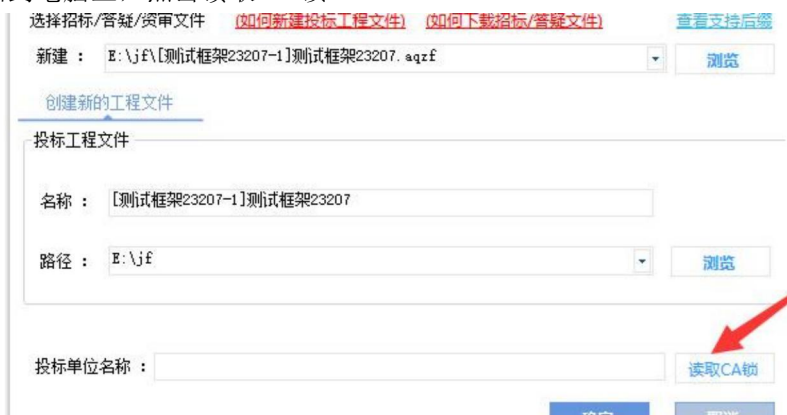 选择招标/答疑/资审文件 (如何新建投标工程文件) (如何下载招标/答疑文件) 查看支持后缀
新建： E:\jf\[测试框架23207-1]测试框架23207.aqzf 浏览
创建新的工程文件
投标工程文件
名称： [测试框架23207-1]测试框架23207
路径： E:\jf 浏览
投标单位名称： 读取CA锁